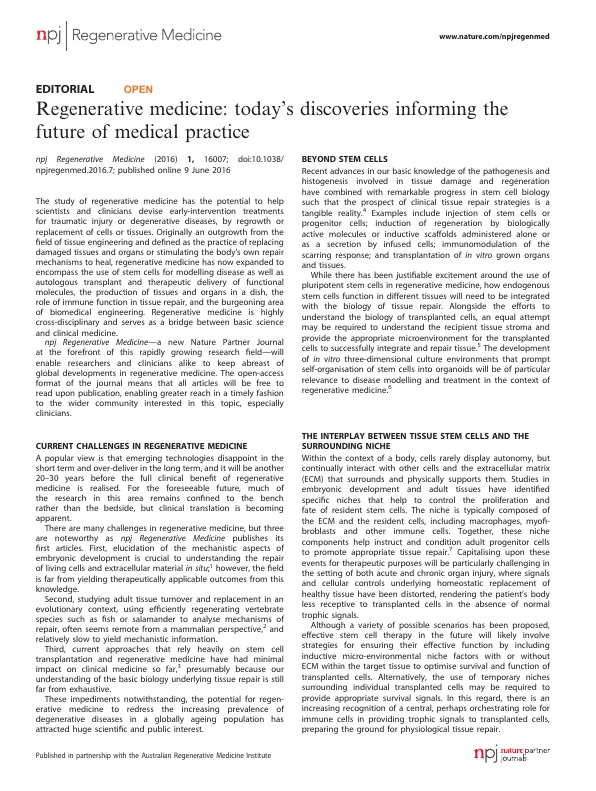 npj | Regenerative Medicine
www.nature.com/npjregenmed
EDITORIAL OPEN
Regenerative medicine: today's discoveries informing the
future of medical practice
npj Regenerative Medicine (2016) 1, 16007; doi:10.1038/
npjregenmed.2016.7; published online 9 June 2016
The study of regenerative medicine has the potential to help
scientists and clinicians devise early-intervention treatments
for traumatic injury or degenerative diseases, by regrowth or
replacement of cells or tissues. Originally an outgrowth from the
field of tissue engineering and defined as the practice of replacing
damaged tissues and organs or stimulating the body's own repair
mechanisms to heal, regenerative medicine has now expanded to
encompass the use of stem cells for modelling disease as well as
autologous transplant and therapeutic delivery of functional
molecules, the production of tissues and organs in a dish, the
role of immune function in tissue repair, and the burgeoning area
of biomedical engineering. Regenerative medicine is highly
cross-disciplinary and serves as a bridge between basic science
and clinical medicine.
npj Regenerative Medicine—a new Nature Partner Journal
at the forefront of this rapidly growing research field—will
enable researchers and clinicians alike to keep abreast of
global developments in regenerative medicine. The open-access
format of the journal means that all articles will be free to
read upon publication, enabling greater reach in a timely fashion
to the wider community interested in this topic, especially
clinicians.
CURRENT CHALLENGES IN REGENERATIVE MEDICINE
A popular view is that emerging technologies disappoint in the
short term and over-deliver in the long term, and it will be another
20–30 years before the full clinical benefit of regenerative
medicine is realised. For the foreseeable future, much of
the research in this area remains confined to the bench
rather than the bedside, but clinical translation is becoming
apparent.
There are many challenges in regenerative medicine, but three
are noteworthy as npj Regenerative Medicine publishes its
first articles. First, elucidation of the mechanistic aspects of
embryonic development is crucial to understanding the repair
of living cells and extracellular material in situ;1 however, the field
is far from yielding therapeutically applicable outcomes from this
knowledge.
Second, studying adult tissue turnover and replacement in an
evolutionary context, using efficiently regenerating vertebrate
species such as fish or salamander to analyse mechanisms of
repair, often seems remote from a mammalian perspective,2 and
relatively slow to yield mechanistic information.
Third, current approaches that rely heavily on stem cell
transplantation and regenerative medicine have had minimal
impact on clinical medicine so far,3 presumably because our
understanding of the basic biology underlying tissue repair is still
far from exhaustive.
These impediments notwithstanding, the potential for regen-
erative medicine to redress the increasing prevalence of
degenerative diseases in a globally ageing population has
attracted huge scientific and public interest.
BEYOND STEM CELLS
Recent advances in our basic knowledge of the pathogenesis and
histogenesis involved in tissue damage and regeneration
have combined with remarkable progress in stem cell biology
such that the prospect of clinical tissue repair strategies is a
tangible reality.4 Examples include injection of stem cells or
progenitor cells; induction of regeneration by biologically
active molecules or inductive scaffolds administered alone or
as a secretion by infused cells; immunomodulation of the
scarring response; and transplantation of in vitro grown organs
and tissues.
While there has been justifiable excitement around the use of
pluripotent stem cells in regenerative medicine, how endogenous
stem cells function in different tissues will need to be integrated
with the biology of tissue repair. Alongside the efforts to
understand the biology of transplanted cells, an equal attempt
may be required to understand the recipient tissue stroma and
provide the appropriate microenvironment for the transplanted
cells to successfully integrate and repair tissue.5 The development
of in vitro three-dimensional culture environments that prompt
self-organisation of stem cells into organoids will be of particular
relevance to disease modelling and treatment in the context of
regenerative medicine.6
THE INTERPLAY BETWEEN TISSUE STEM CELLS AND THE
SURROUNDING NICHE
Within the context of a body, cells rarely display autonomy, but
continually interact with other cells and the extracellular matrix
(ECM) that surrounds and physically supports them. Studies in
embryonic development and adult tissues have identified
specific niches that help to control the proliferation and
fate of resident stem cells. The niche is typically composed of
the ECM and the resident cells, including macrophages, myofi-
broblasts and other immune cells. Together, these niche
components help instruct and condition adult progenitor cells
to promote appropriate tissue repair.7 Capitalising upon these
events for therapeutic purposes will be particularly challenging in
the setting of both acute and chronic organ injury, where signals
and cellular controls underlying homeostatic replacement of
healthy tissue have been distorted, rendering the patient's body
less receptive to transplanted cells in the absence of normal
trophic signals.
Although a variety of possible scenarios has been proposed,
effective stem cell therapy in the future will likely involve
strategies for ensuring their effective function by including
inductive micro-environmental niche factors with or without
ECM within the target tissue to optimise survival and function of
transplanted cells. Alternatively, the use of temporary niches
surrounding individual transplanted cells may be required to
provide appropriate survival signals. In this regard, there is an
increasing recognition of a central, perhaps orchestrating role for
immune cells in providing trophic signals to transplanted cells,
preparing the ground for physiological tissue repair.
Published in partnership with the Australian Regenerative Medicine Institute
npj nature partner
journals